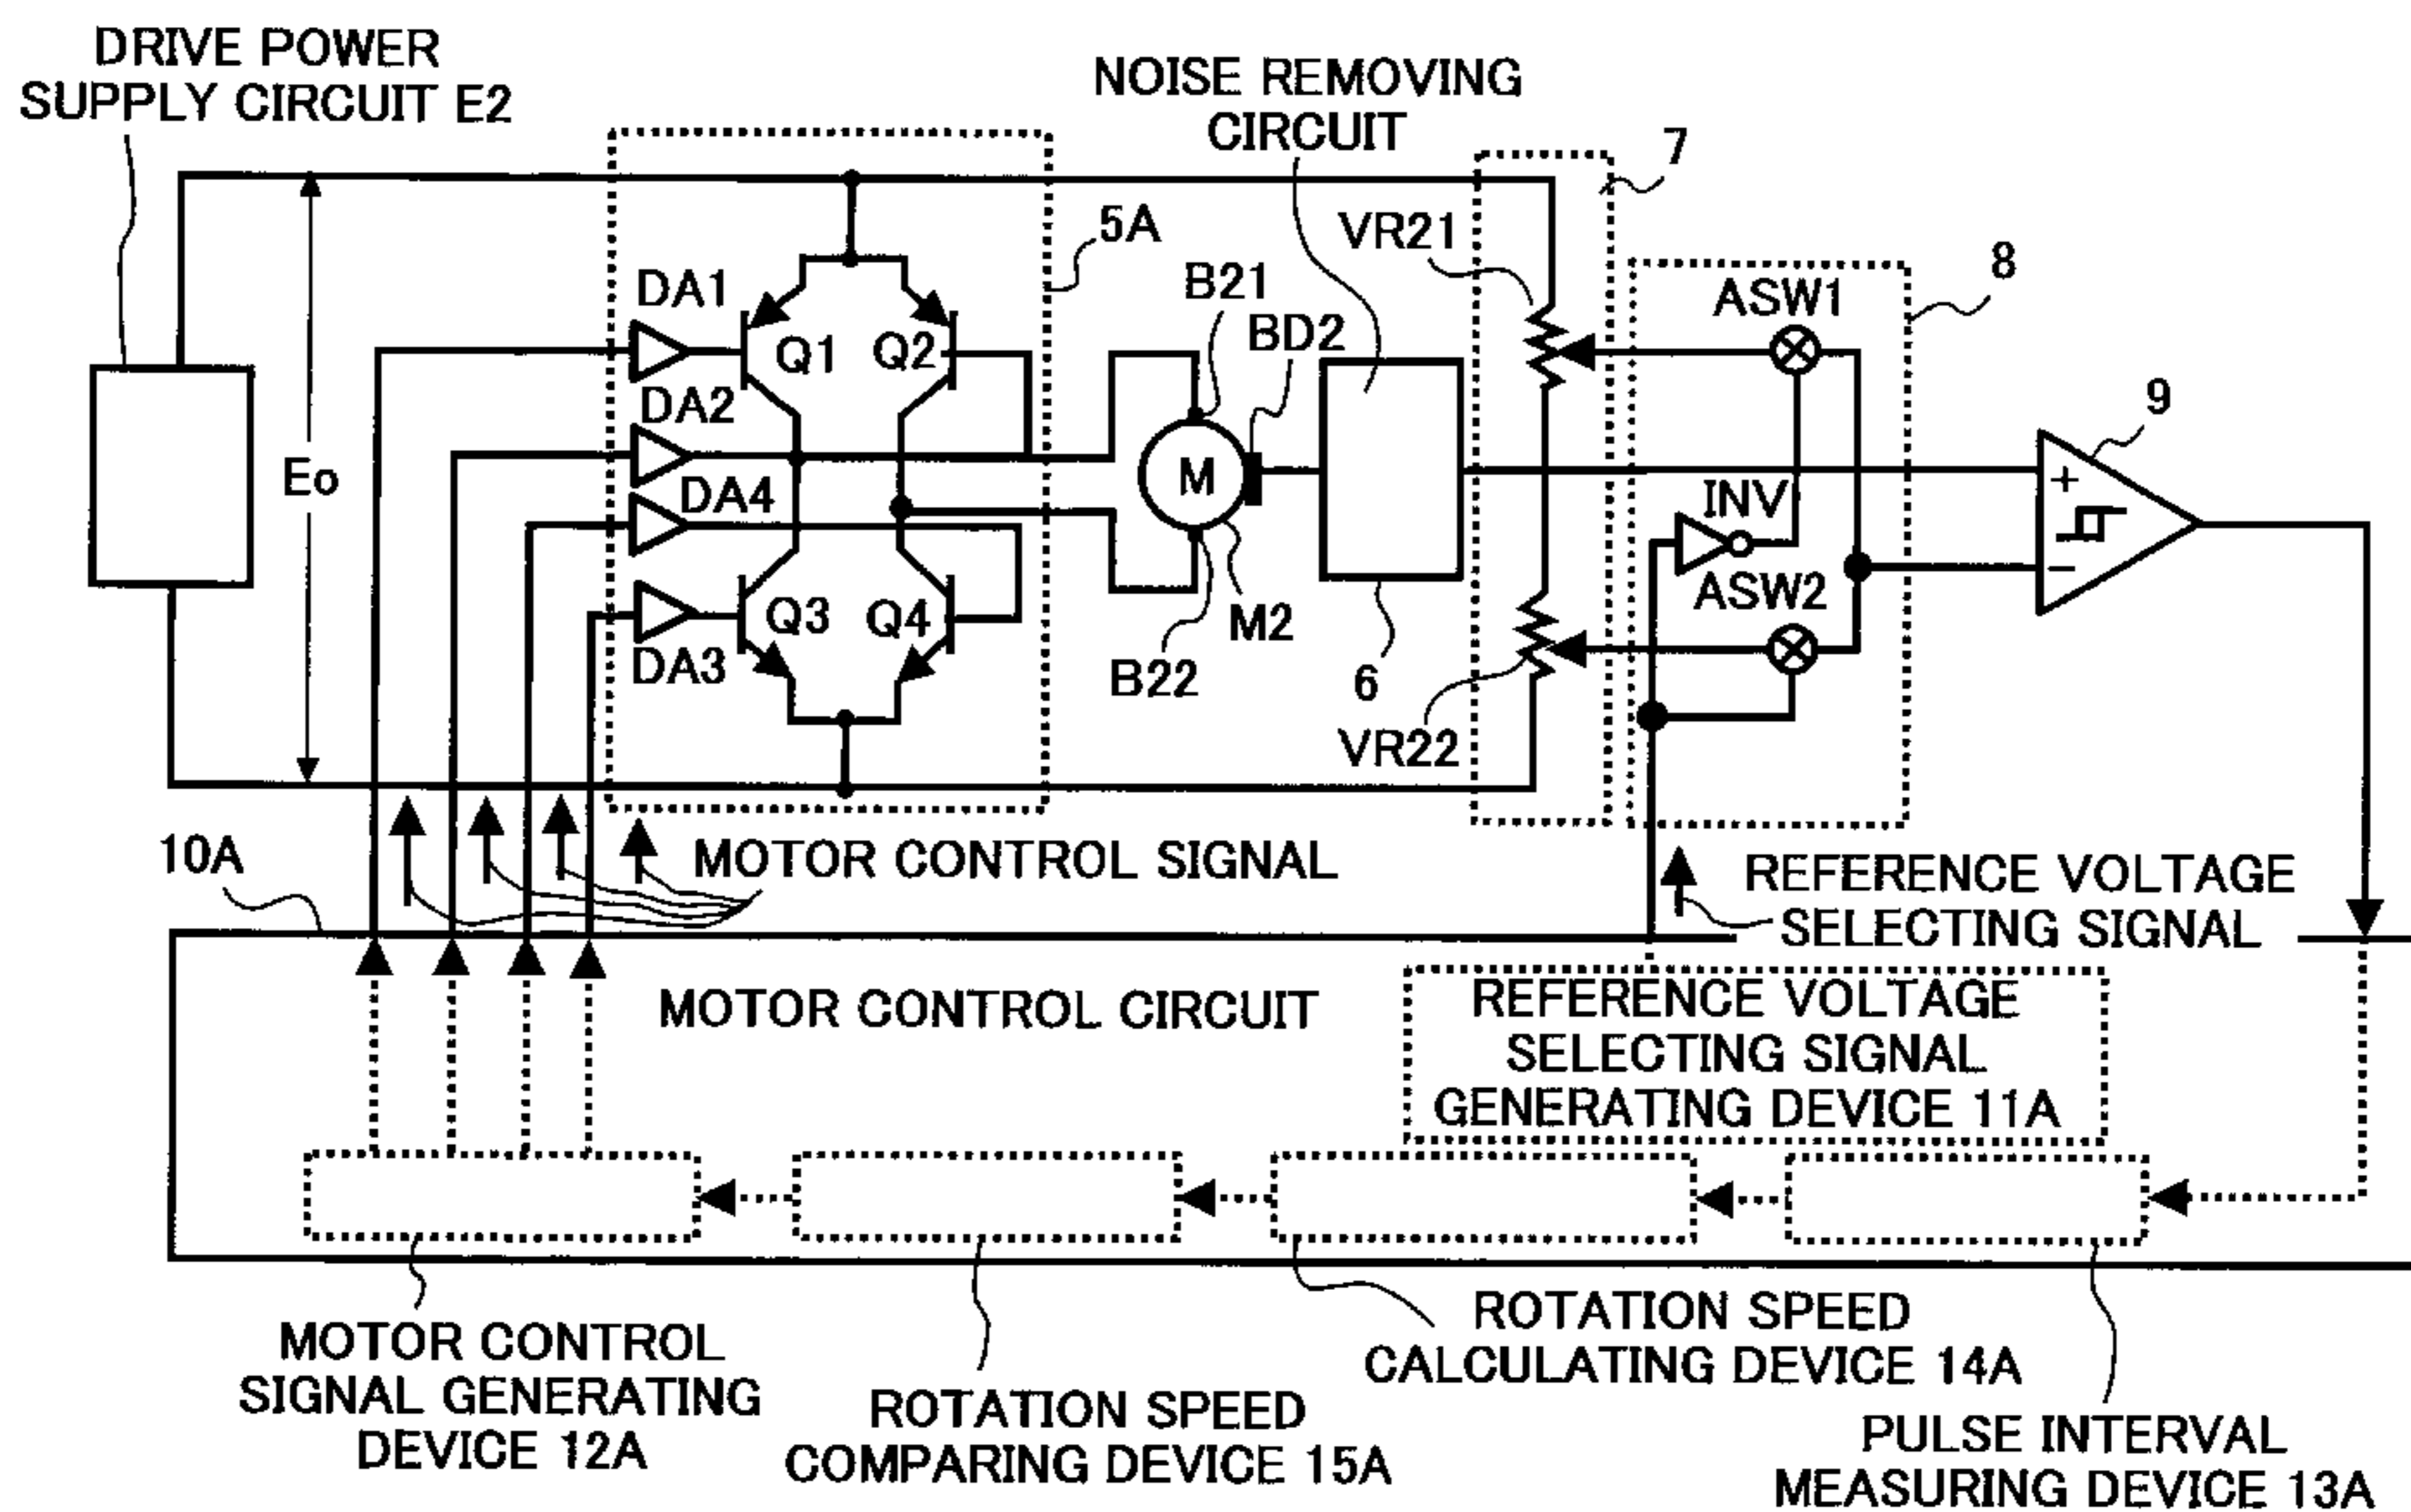 DRIVE POWER
SUPPLY CIRCUIT E2
NOISE REMOVING
CIRCUIT
7
5A
VR21
8
DA1
B21
BD2
ASW1
Q1
Q2
DA2
9
Eo
M
+
DA4
INV
−
ASW2
Q3
Q4
M2
DA3
B22
6
VR22
10A
MOTOR CONTROL SIGNAL
REFERENCE VOLTAGE
SELECTING SIGNAL
MOTOR CONTROL CIRCUIT
REFERENCE VOLTAGE
SELECTING SIGNAL
GENERATING DEVICE 11A
MOTOR CONTROL
SIGNAL GENERATING
DEVICE 12A
ROTATION SPEED
COMPARING DEVICE 15A
ROTATION SPEED
CALCULATING DEVICE 14A
PULSE INTERVAL
MEASURING DEVICE 13A